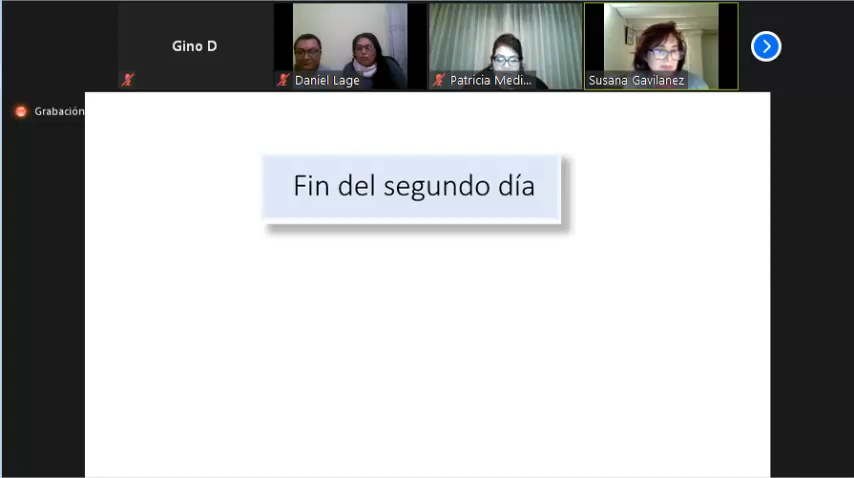 Gino D
Daniel Lage
Patricia Medi...
Susana Gavilanez
Grabación
Fin del segundo día